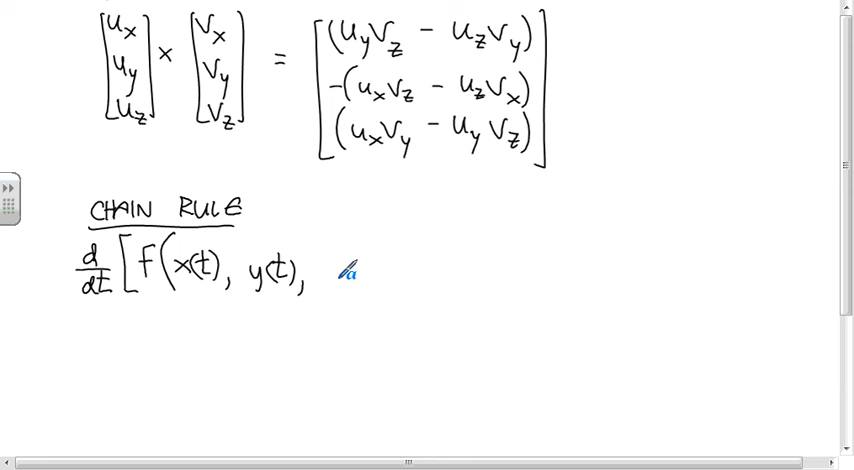 [u_x u_y u_z] × [v_x v_y v_z] = [(u_y v_z − u_z v_y)
−(u_x v_z − u_z v_x)
(u_x v_y − u_y v_z)]
CHAIN RULE
d/dt [F(x(t), y(t),